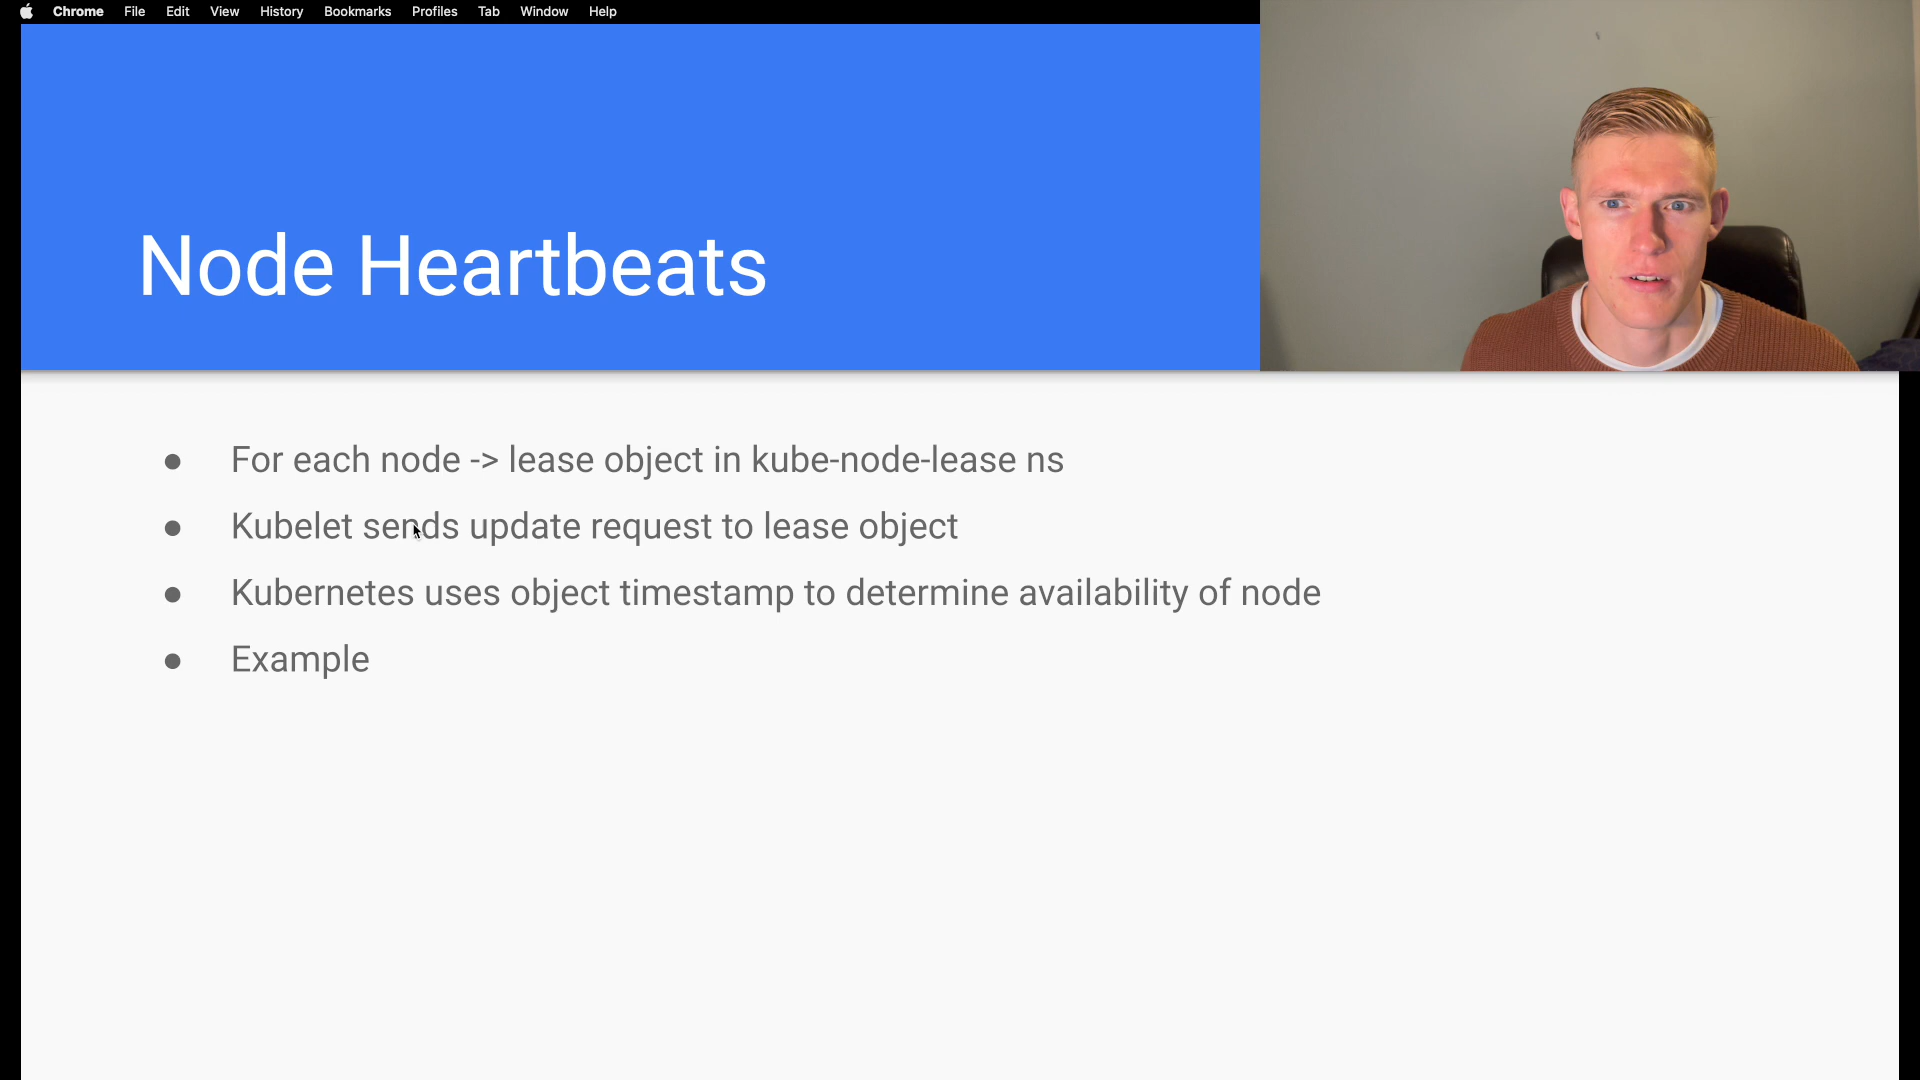 Chrome File Edit View History Bookmarks Profiles Tab Window Help
Node Heartbeats
● For each node -> lease object in kube-node-lease ns
● Kubelet sends update request to lease object
● Kubernetes uses object timestamp to determine availability of node
● Example